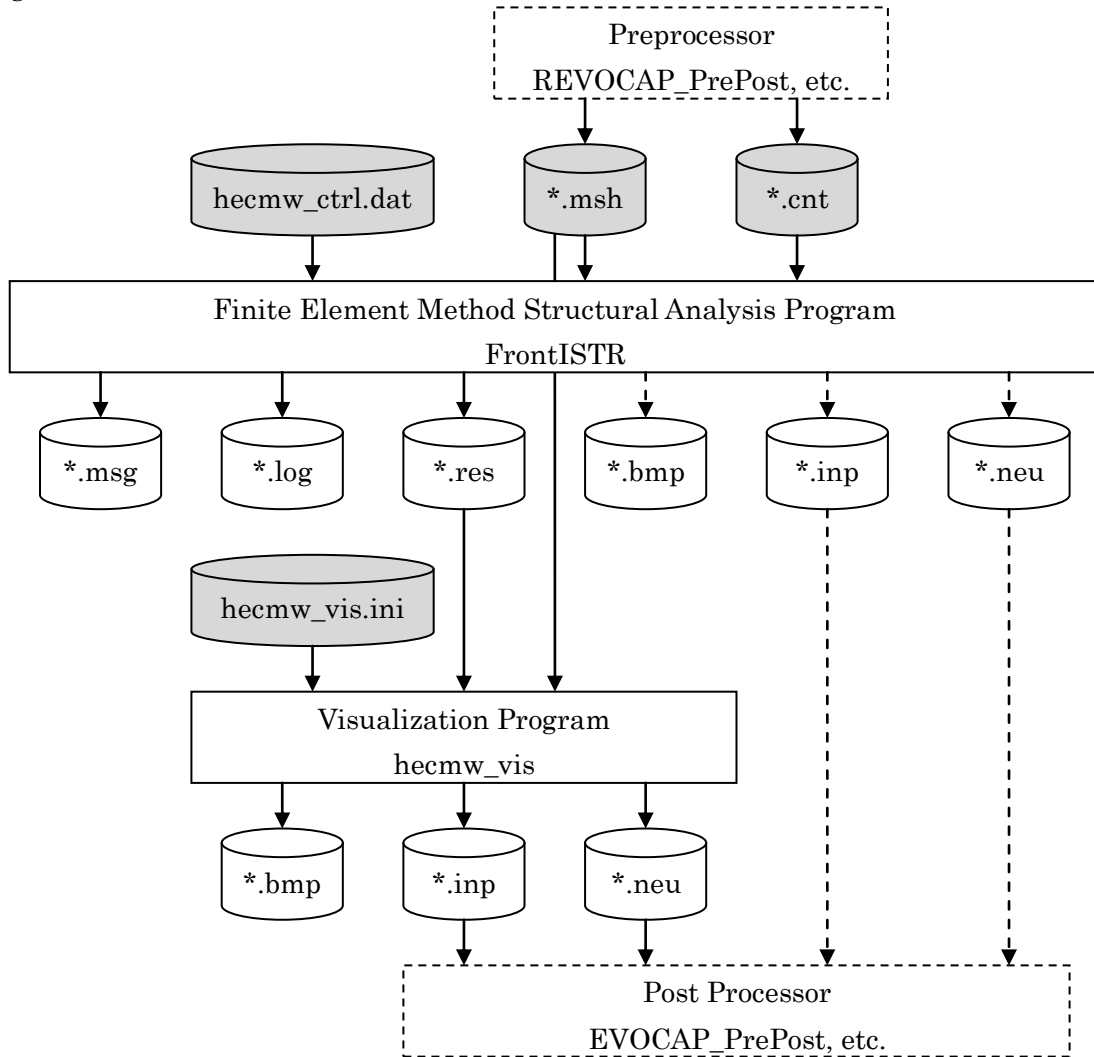 Preprocessor
REVOCAP_PrePost, etc.
hecmw_ctrl.dat
*.msh
*.cnt
Finite Element Method Structural Analysis Program
FrontISTR
*.msg
*.log
*.res
*.bmp
*.inp
*.neu
hecmw_vis.ini
Visualization Program
hecmw_vis
*.bmp
*.inp
*.neu
Post Processor
EVOCAP_PrePost, etc.